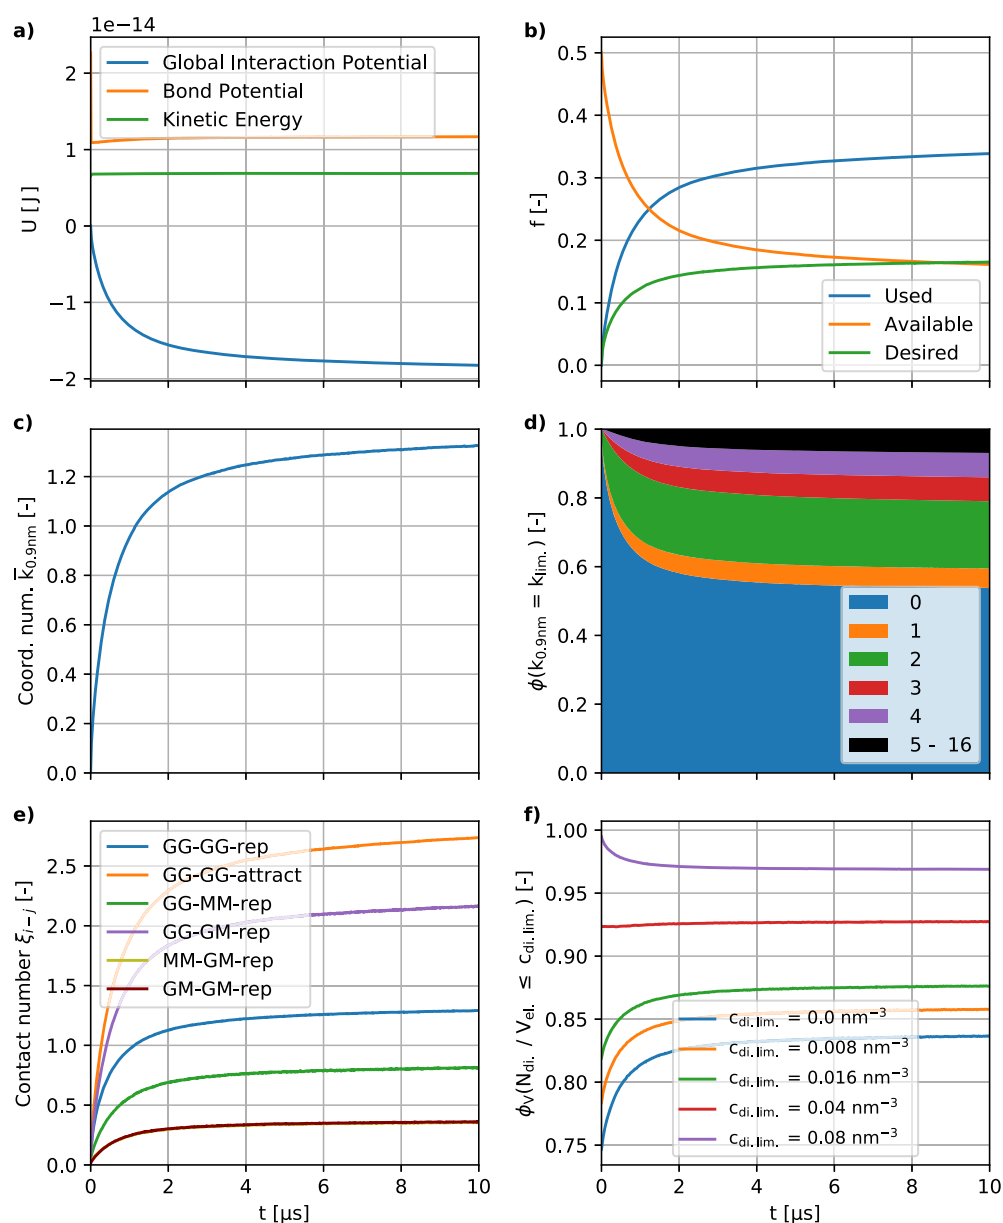 a)
1e−14
Global Interaction Potential
Bond Potential
Kinetic Energy
2
1
0
−1
−2
U [J]
b)
0.5
0.4
0.3
0.2
0.1
0.0
f [-]
Used
Available
Desired
c)
1.2
1.0
1.2
0.8
0.6
0.4
0.2
0.0
Coord. num. k̅0.9nm [-]
d)
1.0
0.8
0.6
0.4
0.2
0.0
ϕ(k0.9nm = klim.) [-]
0
1
2
3
4
5 - 16
e)
2.5
2.0
1.5
1.0
0.5
0.0
Contact number ξi−j [-]
GG-GG-rep
GG-GG-attract
GG-MM-rep
GG-GM-rep
MM-GM-rep
GM-GM-rep
0 2 4 6 8 10
t [μs]
f)
1.00
0.95
0.90
0.85
0.80
0.75
ϕV(Ndi. / Vel. ≤ cdi.lim.) [-]
cdi.lim. = 0.0 nm−3
cdi.lim. = 0.008 nm−3
cdi.lim. = 0.016 nm−3
cdi.lim. = 0.04 nm−3
cdi.lim. = 0.08 nm−3
0 2 4 6 8 10
t [μs]